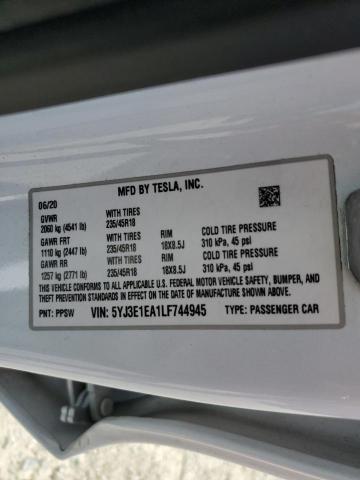 MFD BY TESLA, INC.
06/20
GVWR WITH TIRES
2060 kg (4541 lb) 235/45R18
GAWR FRT WITH TIRES RIM COLD TIRE PRESSURE
1110 kg (2447 lb) 235/45R18 18X8.5J 310 kPa, 45 psi
GAWR RR WITH TIRES RIM COLD TIRE PRESSURE
1257 kg (2771 lb) 235/45R18 18X8.5J 310 kPa, 45 psi
THIS VEHICLE CONFORMS TO ALL APPLICABLE U.S. FEDERAL MOTOR VEHICLE SAFETY, BUMPER, AND
THEFT PREVENTION STANDARDS IN EFFECT ON THE DATE OF MANUFACTURE SHOWN ABOVE.
PNT: PPSW VIN: 5YJ3E1EA1LF744945 TYPE: PASSENGER CAR